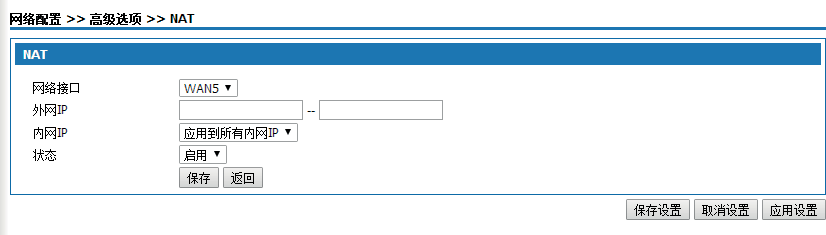 网络配置 >> 高级选项 >> NAT
NAT
网络接口 WAN5
外网IP --
内网IP 应用到所有内网IP
状态 启用
保存 返回
保存设置 取消设置 应用设置